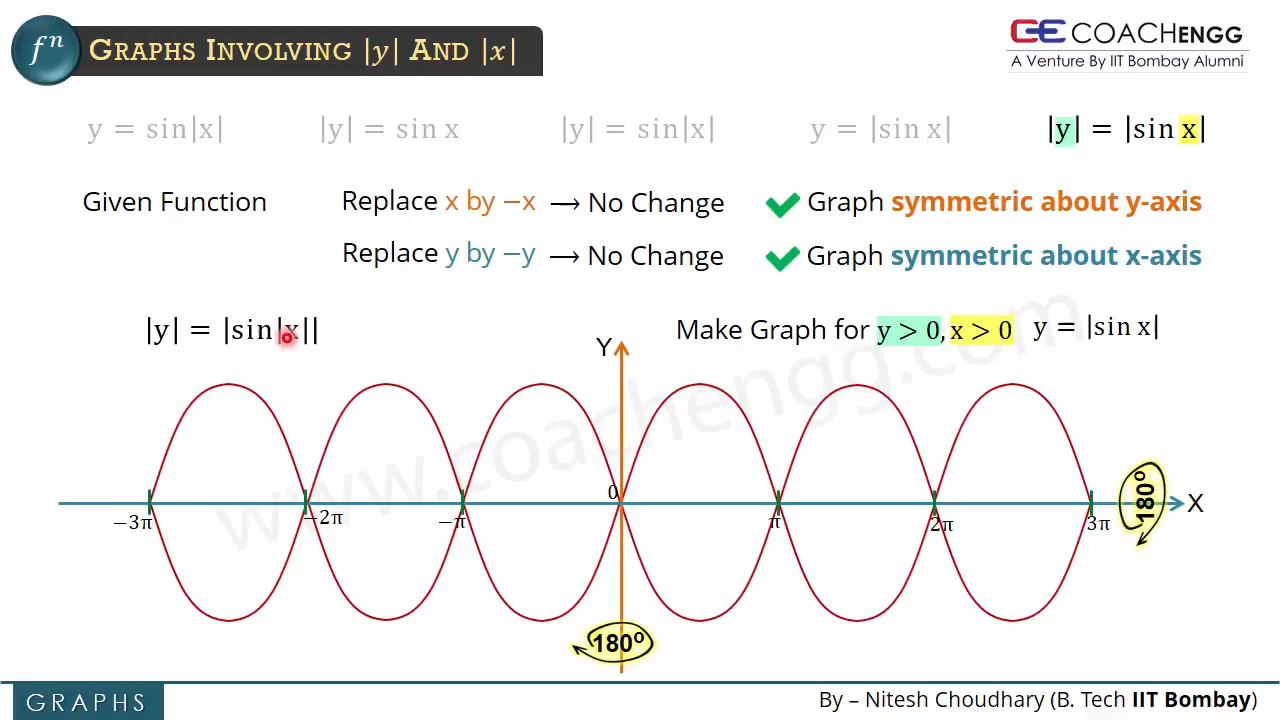 fⁿ GRAPHS INVOLVING |y| AND |x|
CE COACHENGG
A Venture By IIT Bombay Alumni
y = sin|x| |y| = sin x |y| = sin|x| y = |sin x| |y| = |sin x|
Given Function Replace x by −x → No Change ✓ Graph symmetric about y-axis
Replace y by −y → No Change ✓ Graph symmetric about x-axis
|y| = |sin|x|| Make Graph for y > 0, x > 0 y = |sin x|
Y
www.coachengg.com
−3π −2π −π 0 π 2π 3π X
180º
180º
GRAPHS
By – Nitesh Choudhary (B. Tech IIT Bombay)